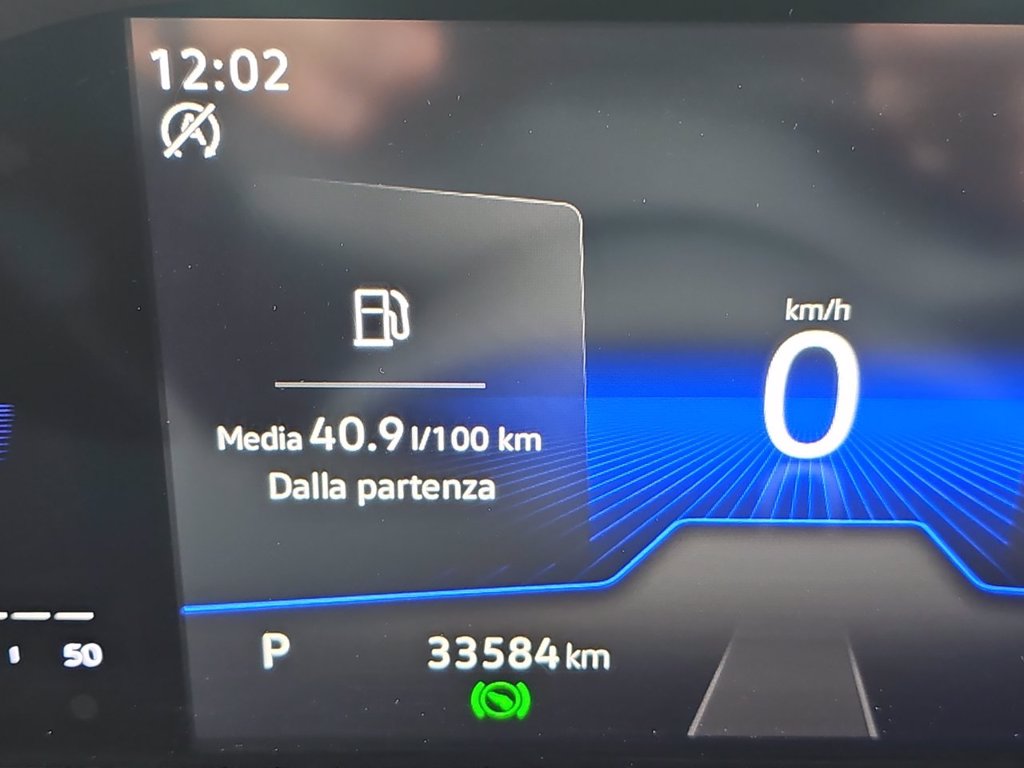 12:02
km/h
0
Media 40.9 l/100 km
Dalla partenza
50
P
33584 km